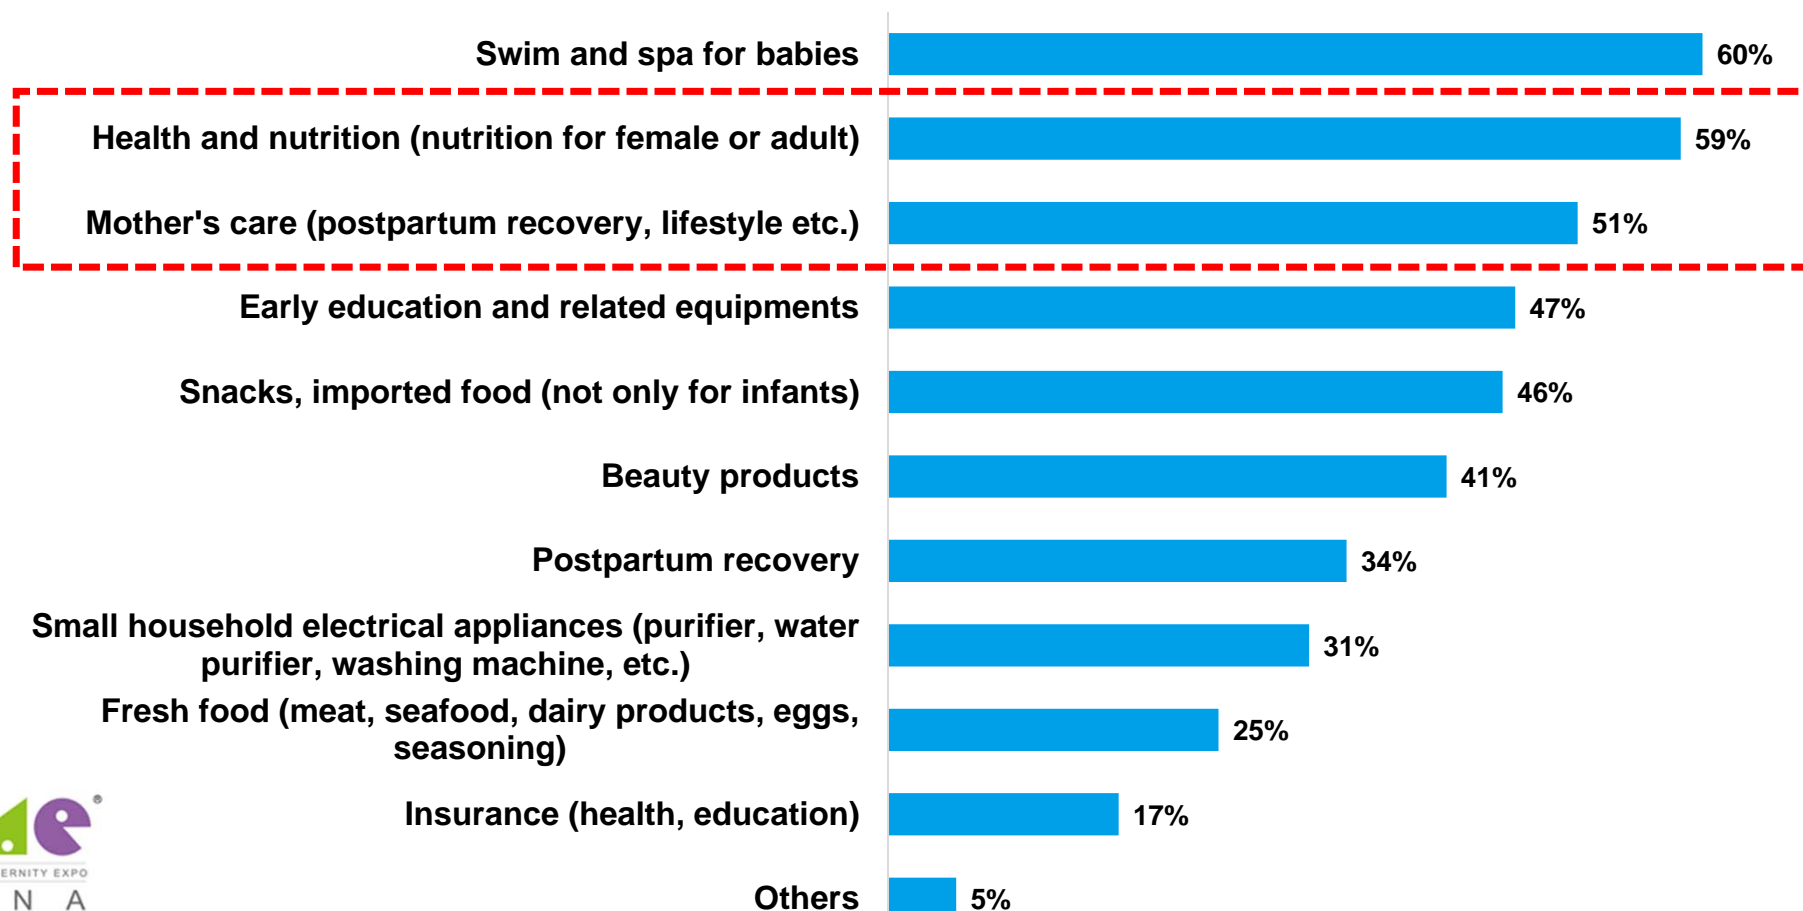 Swim and spa for babies 60%
Health and nutrition (nutrition for female or adult) 59%
Mother's care (postpartum recovery, lifestyle etc.) 51%
Early education and related equipments 47%
Snacks, imported food (not only for infants) 46%
Beauty products 41%
Postpartum recovery 34%
Small household electrical appliances (purifier, water
purifier, washing machine, etc.) 31%
Fresh food (meat, seafood, dairy products, eggs,
seasoning) 25%
Insurance (health, education) 17%
®
ERNITY EXPO
N A
Others 5%